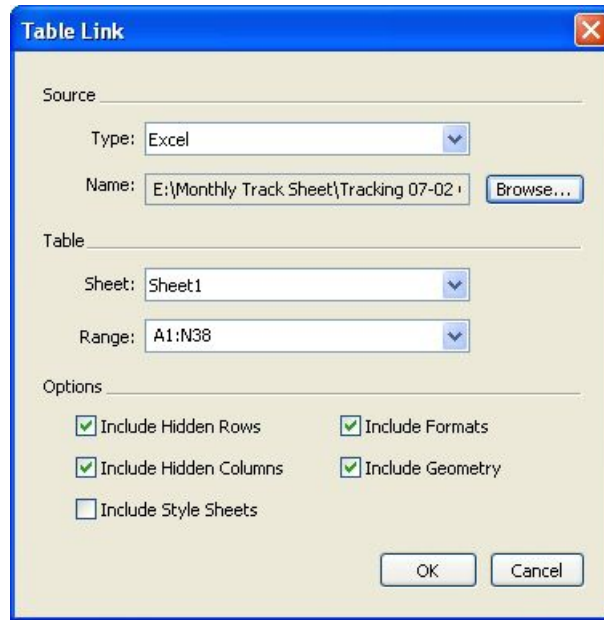 Table Link
Source
Type: Excel
Name: E:\Monthly Track Sheet\Tracking 07-02 Browse...
Table
Sheet: Sheet1
Range: A1:N38
Options
Include Hidden Rows Include Formats
Include Hidden Columns Include Geometry
Include Style Sheets
OK Cancel